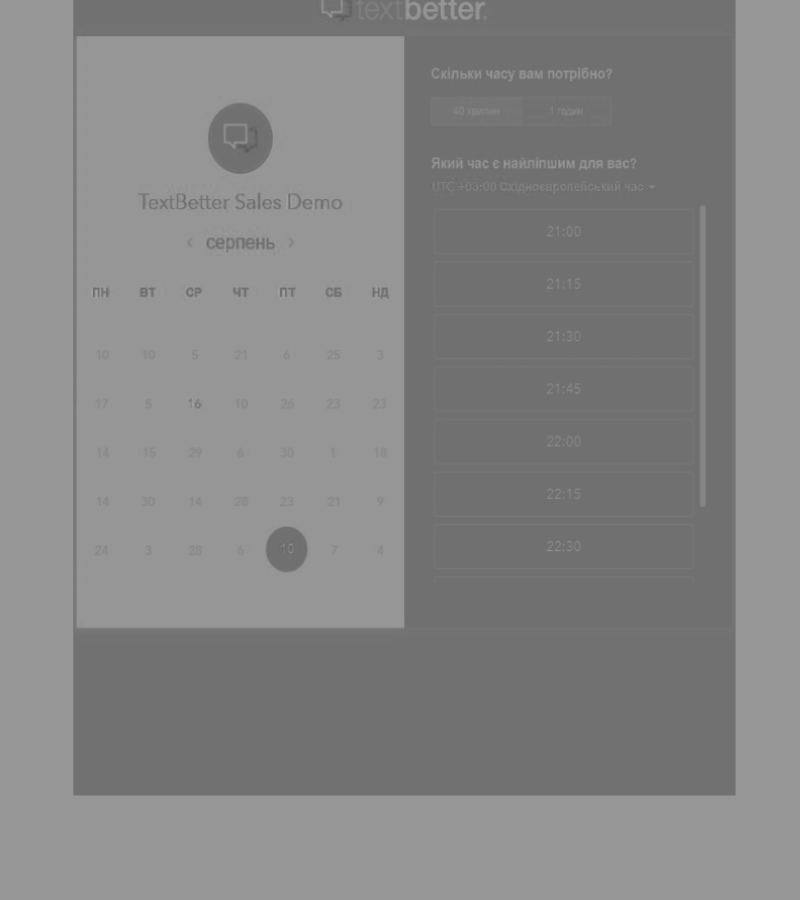 textbetter.
TextBetter Sales Demo
‹ серпень ›
ПН ВТ СР ЧТ ПТ СБ НД
10 10 5 21 6 25 3
17 5 16 10 26 23 23
14 15 29 6 30 1 18
14 30 14 28 23 21 9
24 3 28 6 10 7 4
Скільки часу вам потрібно?
40 хвилин 1 годин
Який час є найліпшим для вас?
UTC +03:00 Східноєвропейський час
21:00
21:15
21:30
21:45
22:00
22:15
22:30